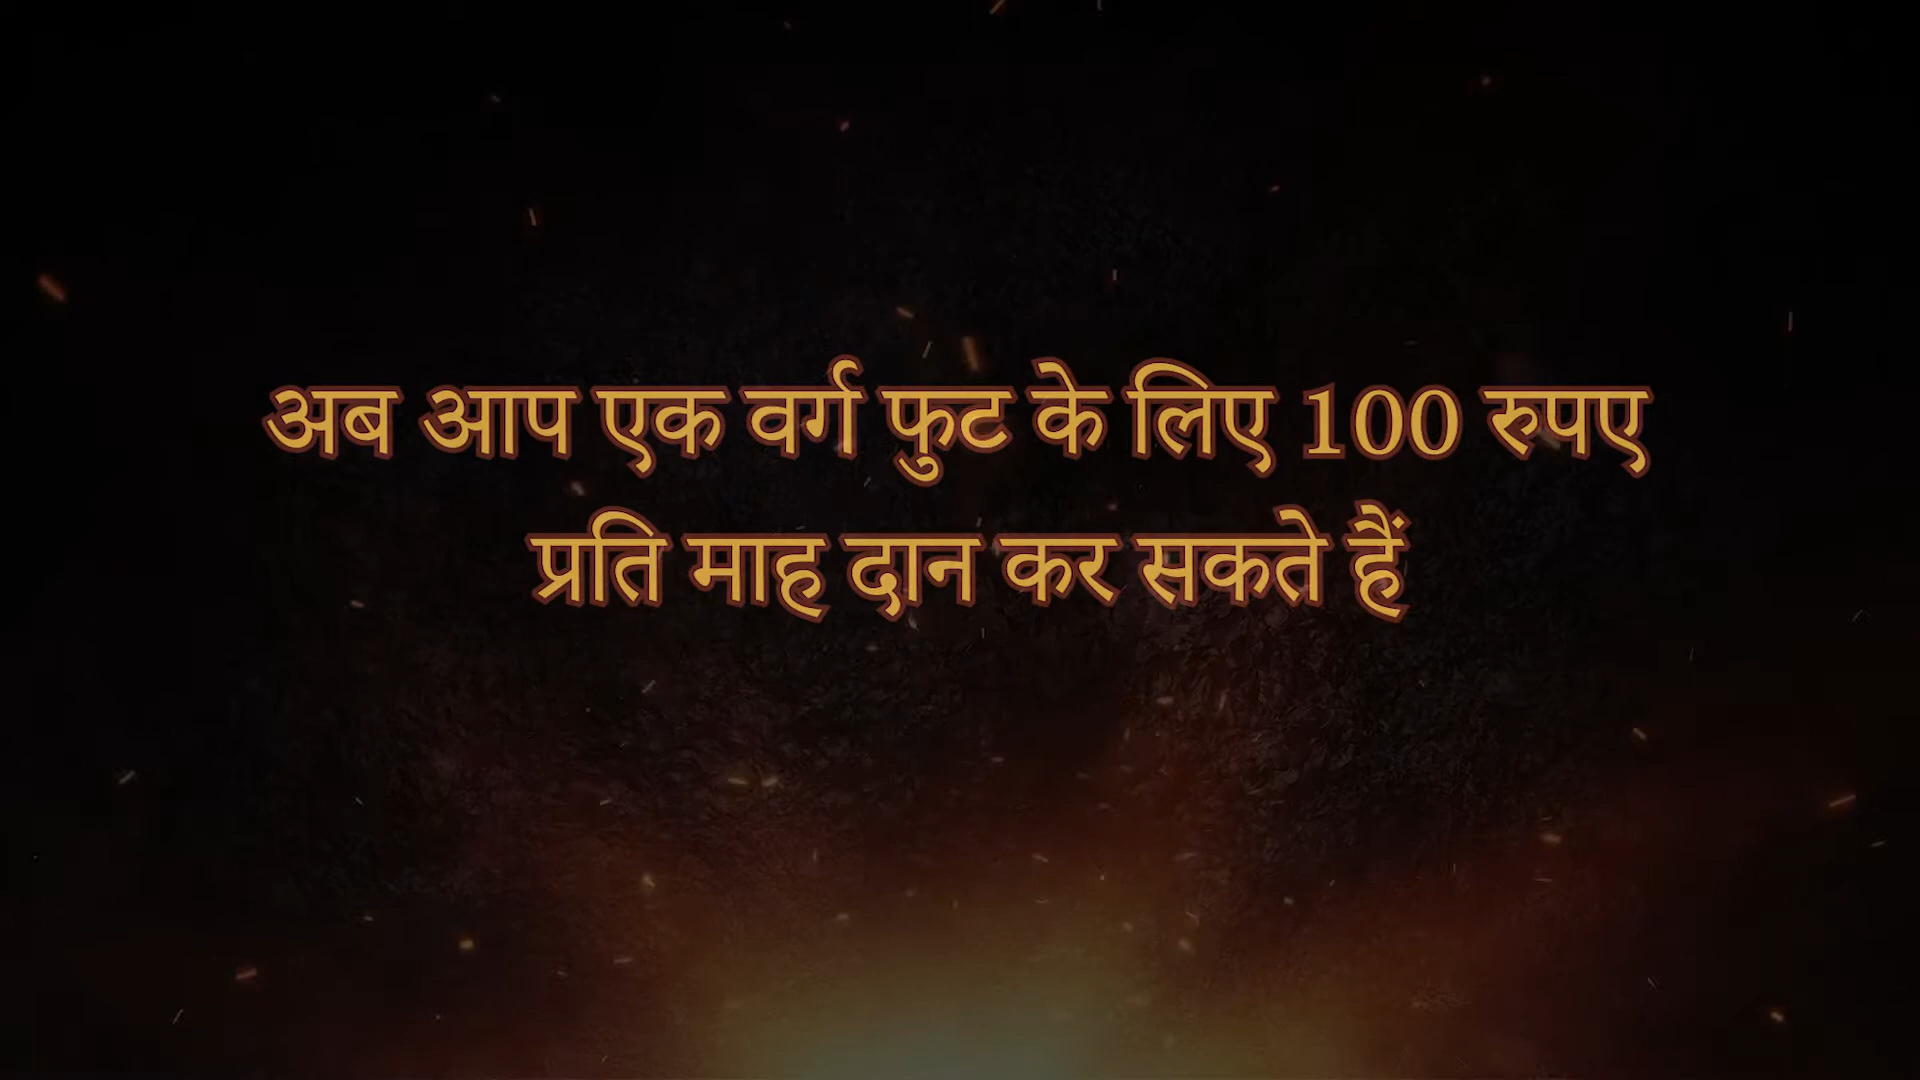 अब आप एक वर्ग फुट के लिए 100 रुपए
प्रति माह दान कर सकते हैं